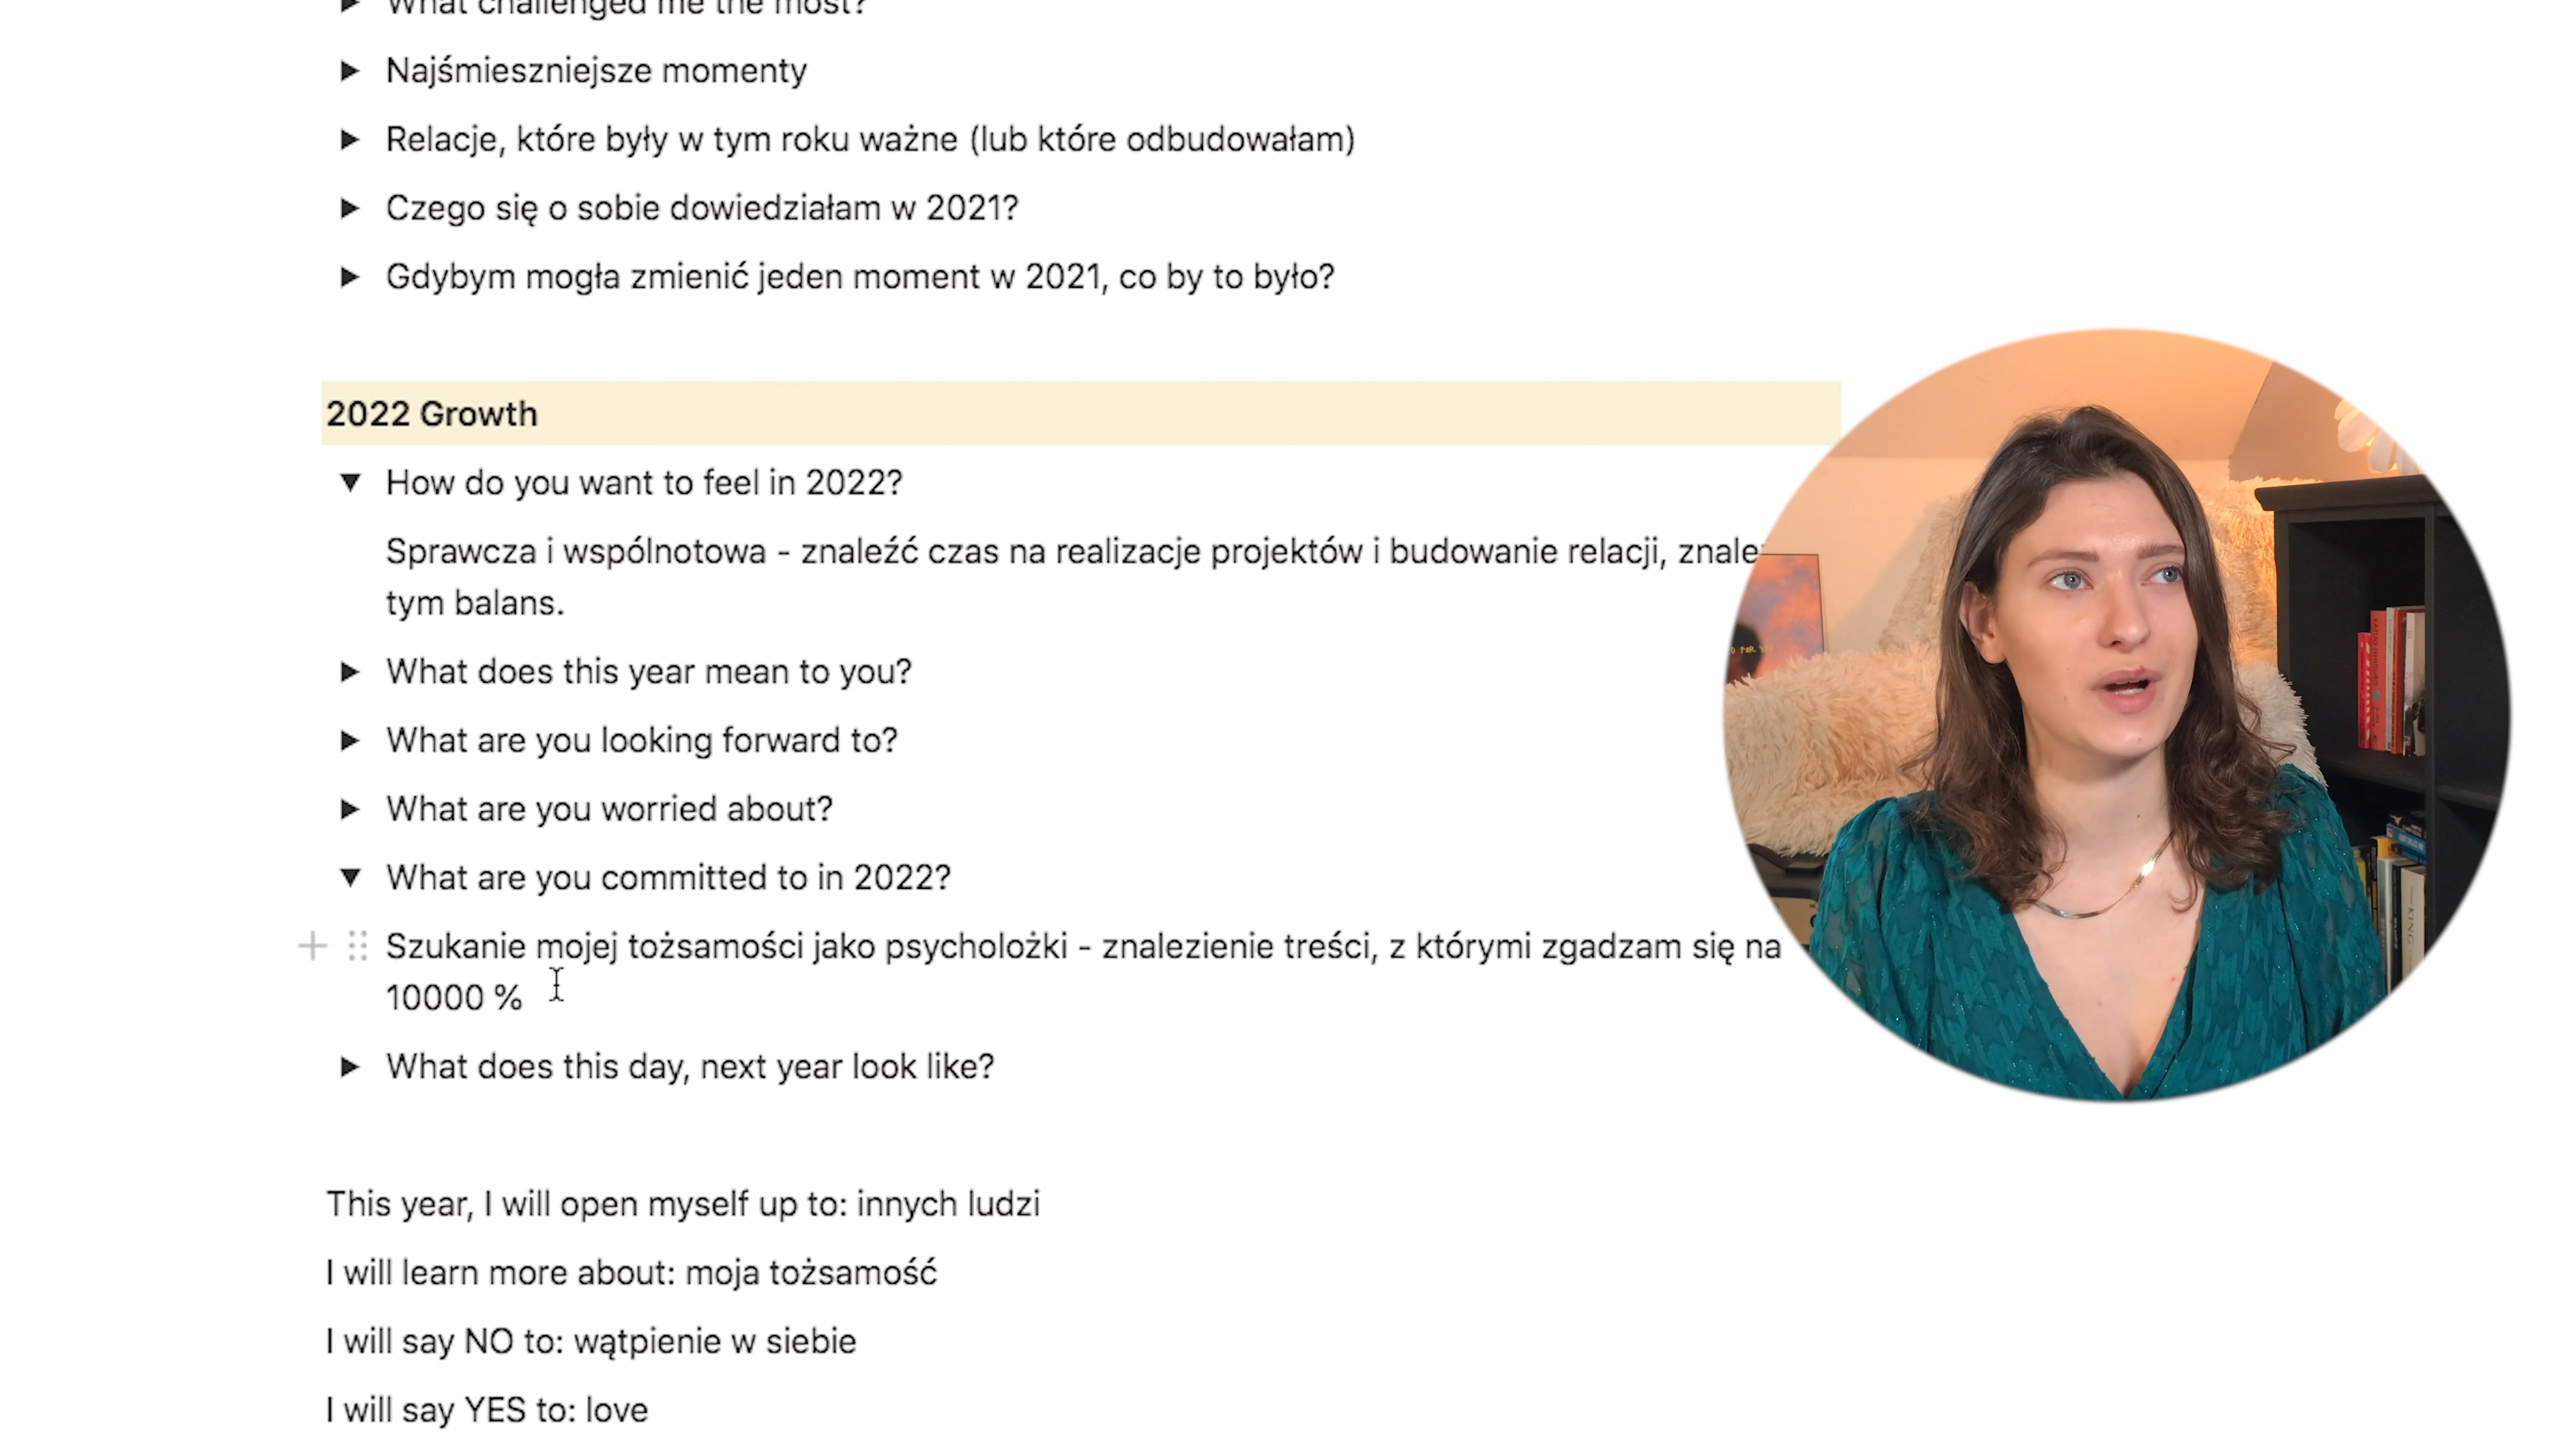 What challenged me the most?
Najśmieszniejsze momenty
Relacje, które były w tym roku ważne (lub które odbudowałam)
Czego się o sobie dowiedziałam w 2021?
Gdybym mogła zmienić jeden moment w 2021, co by to było?
2022 Growth
How do you want to feel in 2022?
Sprawcza i wspólnotowa - znaleźć czas na realizacje projektów i budowanie relacji,
tym balans.
What does this year mean to you?
What are you looking forward to?
What are you worried about?
What are you committed to in 2022?
Szukanie mojej tożsamości jako psycholożki - znalezienie treści, z którymi zgadzam się na
10000 %
What does this day, next year look like?
This year, I will open myself up to: innych ludzi
I will learn more about: moja tożsamość
I will say NO to: wątpienie w siebie
I will say YES to: love
KING